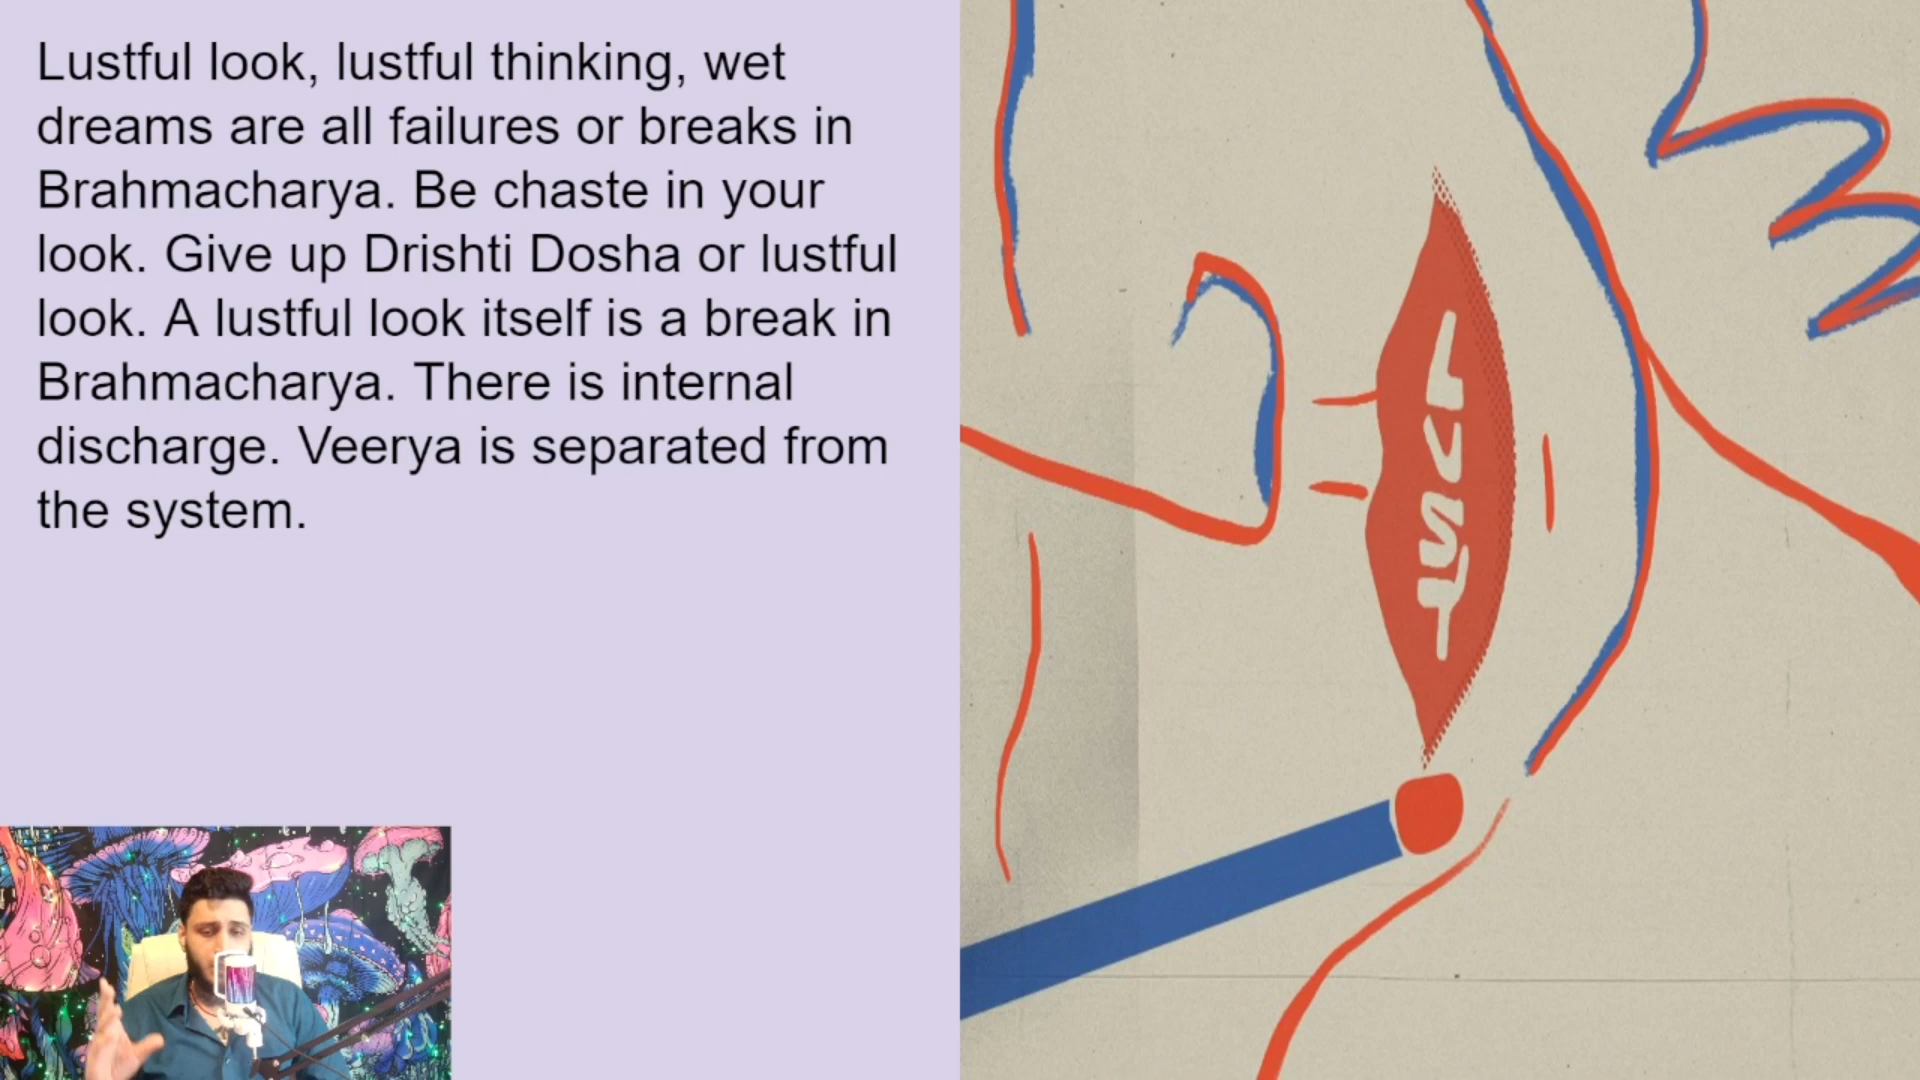 Lustful look, lustful thinking, wet
dreams are all failures or breaks in
Brahmacharya. Be chaste in your
look. Give up Drishti Dosha or lustful
look. A lustful look itself is a break in
Brahmacharya. There is internal
discharge. Veerya is separated from
the system.
LUST